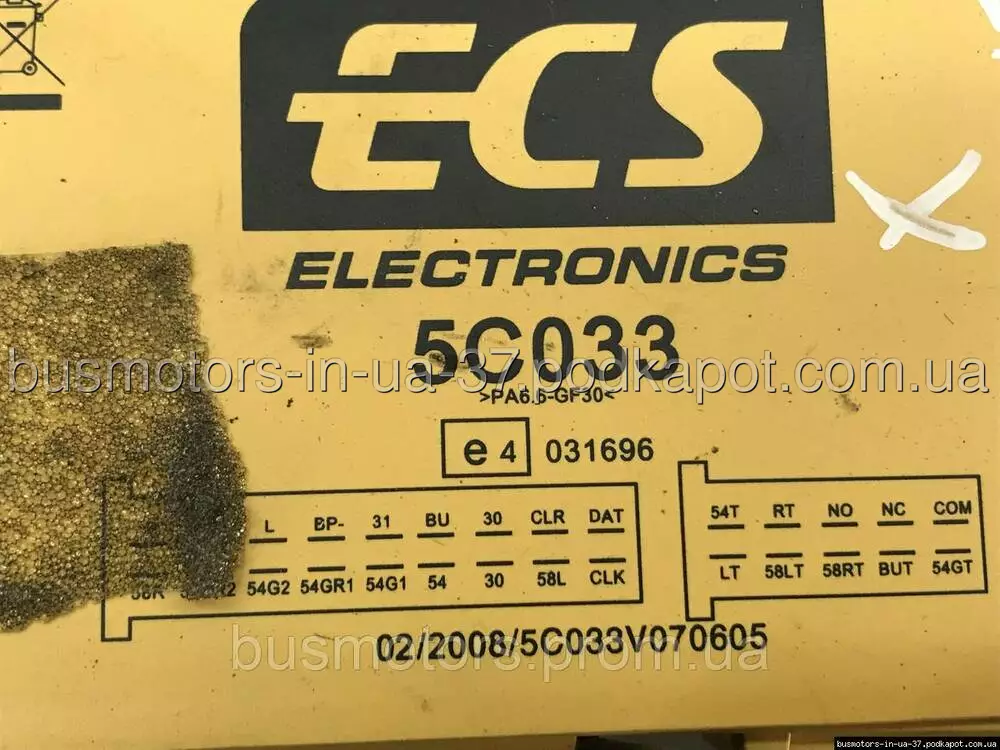 ECS
ELECTRONICS
5C033
busmotors-in-ua-37.podkapot.com.ua
>PA6.6-GF30<
e4 031696
L BP- 31 BU 30 CLR DAT
54G2 54GR1 54G1 54 30 58L CLK
54T RT NO NC COM
LT 58LT 58RT BUT 54GT
02/2008/5C033V070605
busmotors.prom.ua
busmotors-in-ua-37.podkapot.com.ua